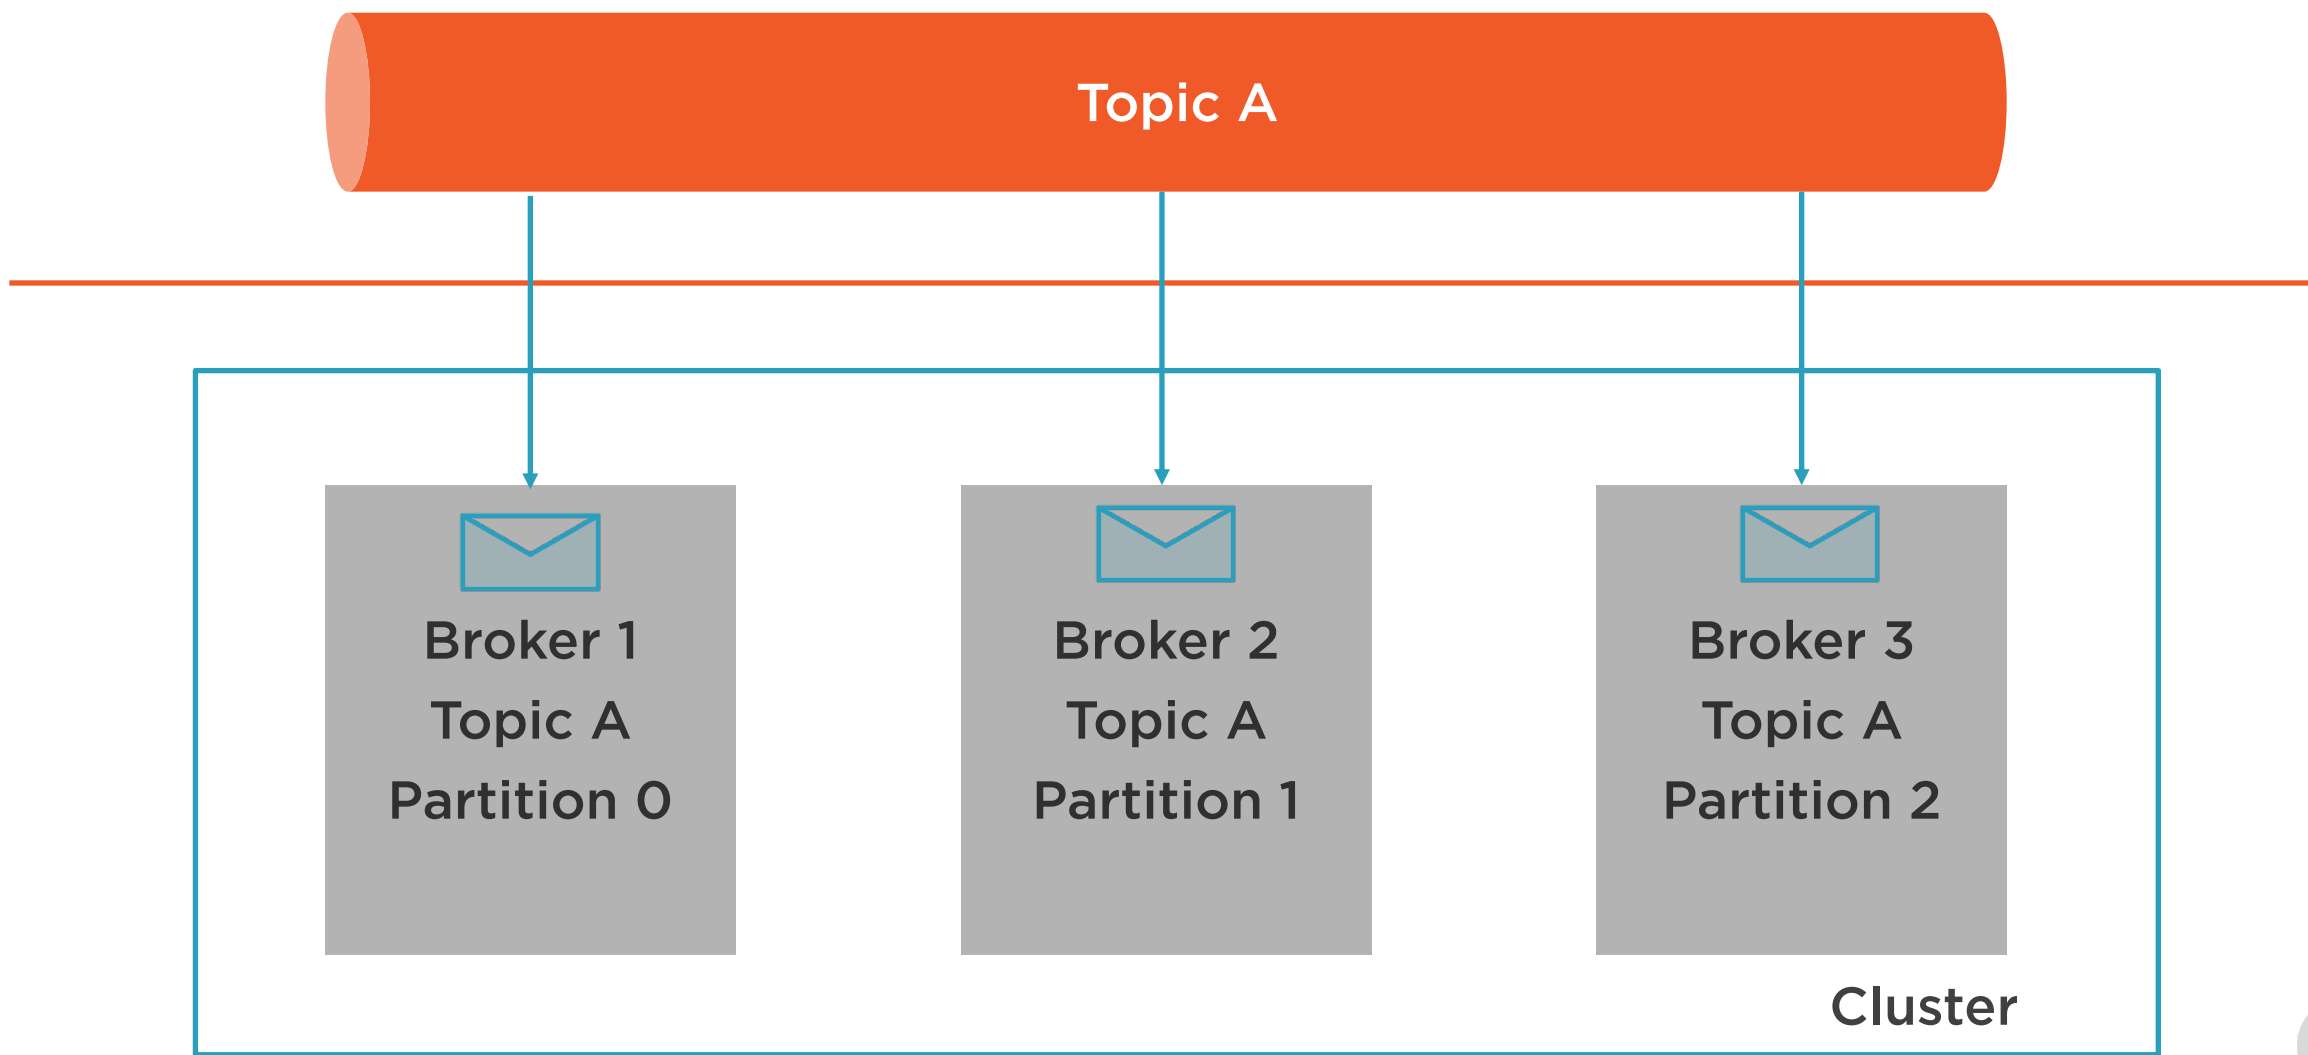 Topic A
Broker 1
Topic A
Partition 0
Broker 2
Topic A
Partition 1
Broker 3
Topic A
Partition 2
Cluster